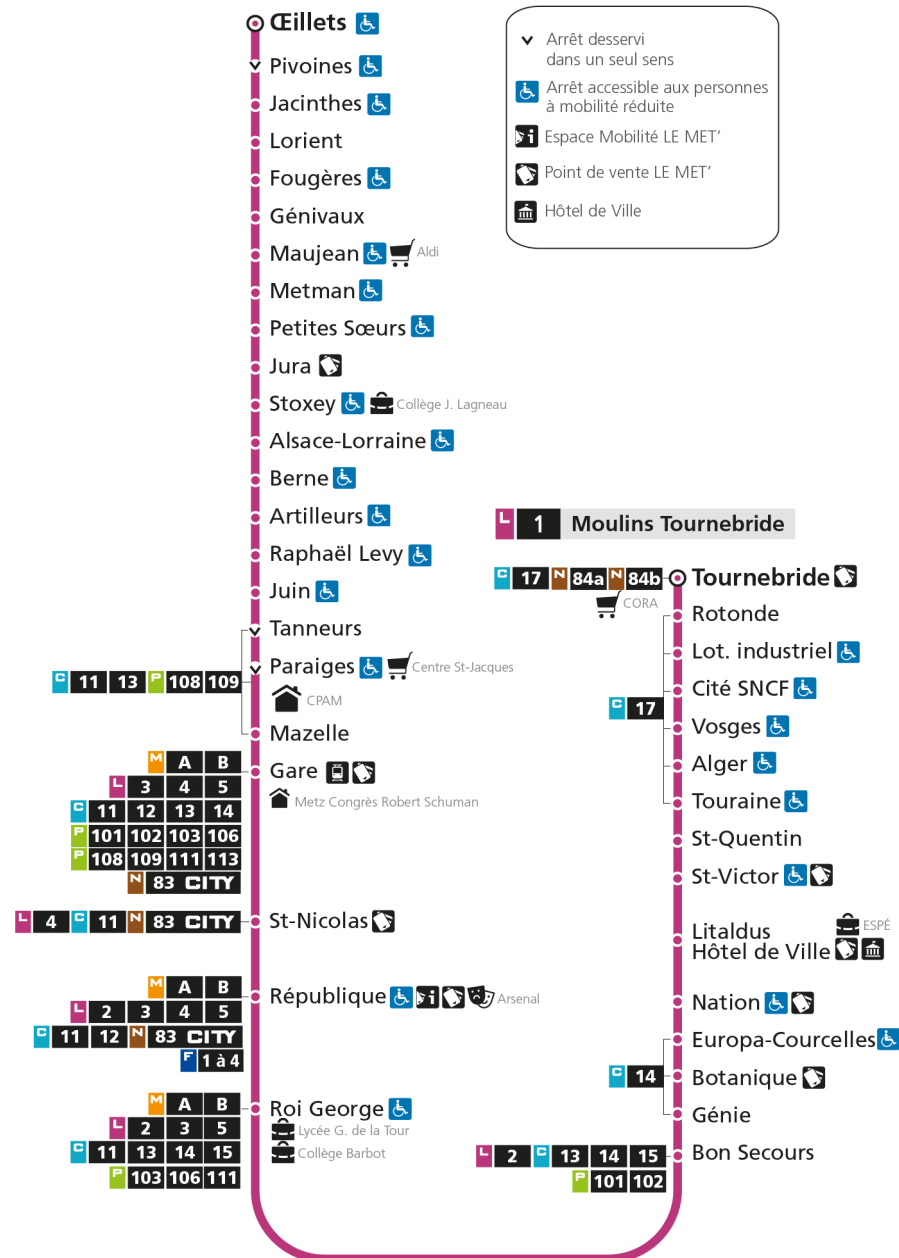 Œillets
Pivoines
Jacinthes
Lorient
Fougères
Génivaux
Maujean Aldi
Metman
Petites Sœurs
Jura
Stoxey Collège J. Lagneau
Alsace-Lorraine
Berne
Artilleurs
Raphaël Levy
Juin
Tanneurs
Paraiges Centre St-Jacques
C 11 13 P 108 109
CPAM
Mazelle
M A B
Gare
L 3 4 5
Metz Congrès Robert Schuman
C 11 12 13 14
P 101 102 103 106
P 108 109 111 113
N 83 CITY
L 4 C 11 N 83 CITY
St-Nicolas
M A B
République Arsenal
L 2 3 4 5
C 11 12 N 83 CITY
F 1 à 4
M A B
Roi George
L 2 3 5
Lycée G. de la Tour
C 11 13 14 15
Collège Barbot
P 103 106 111
Arrêt desservi
dans un seul sens
Arrêt accessible aux personnes
à mobilité réduite
i Espace Mobilité LE MET'
Point de vente LE MET'
Hôtel de Ville
L 1 Moulins Tournebride
C 17 N 84a N 84b
Tournebride
CORA
Rotonde
Lot. industriel
Cité SNCF
C 17
Vosges
Alger
Touraine
St-Quentin
St-Victor
Litaldus ESPÉ
Hôtel de Ville
Nation
Europa-Courcelles
C 14
Botanique
Génie
L 2 C 13 14 15
Bon Secours
P 101 102